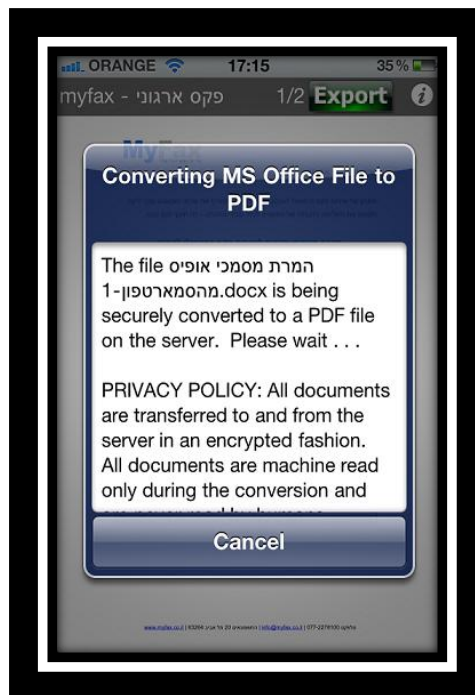 ORANGE 17:15 35%
myfax - פקס ארגוני 1/2 Export
MyFax
Converting MS Office File to
PDF
The file המרת מסמכי אופיס
מהסמארטפון-1.docx is being
securely converted to a PDF file
on the server. Please wait . . .
PRIVACY POLICY: All documents
are transferred to and from the
server in an encrypted fashion.
All documents are machine read
only during the conversion and
Cancel